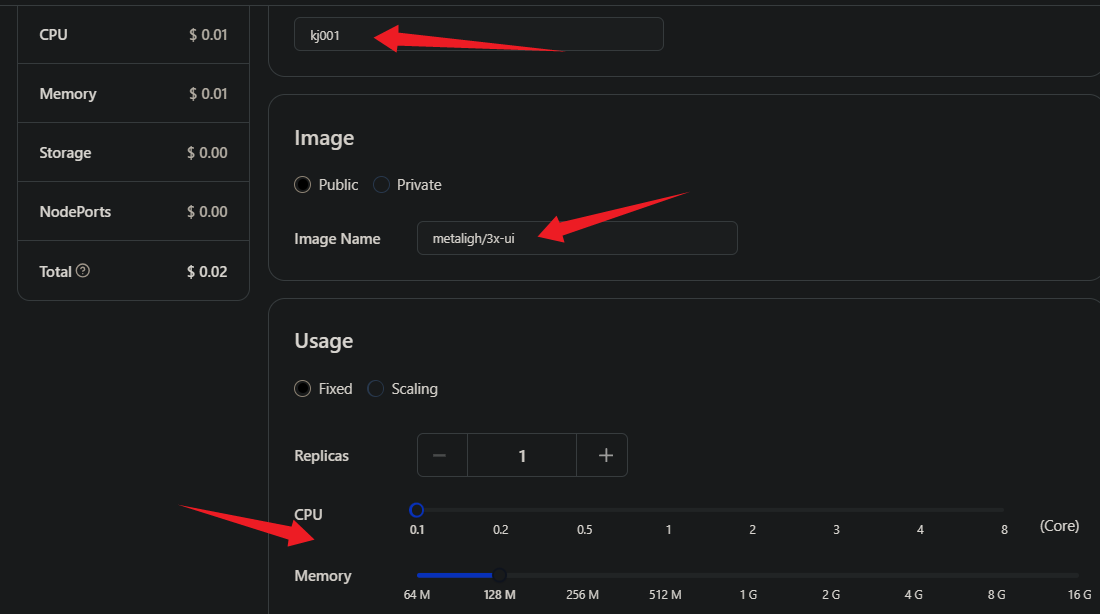 CPU $ 0.01
kj001
Memory $ 0.01
Image
Storage $ 0.00
Public Private
NodePorts $ 0.00
Image Name metaligh/3x-ui
Total ? $ 0.02
Usage
Fixed Scaling
Replicas − 1 +
CPU
0.1 0.2 0.5 1 2 3 4 8 (Core)
Memory
64 M 128 M 256 M 512 M 1 G 2 G 4 G 8 G 16 G